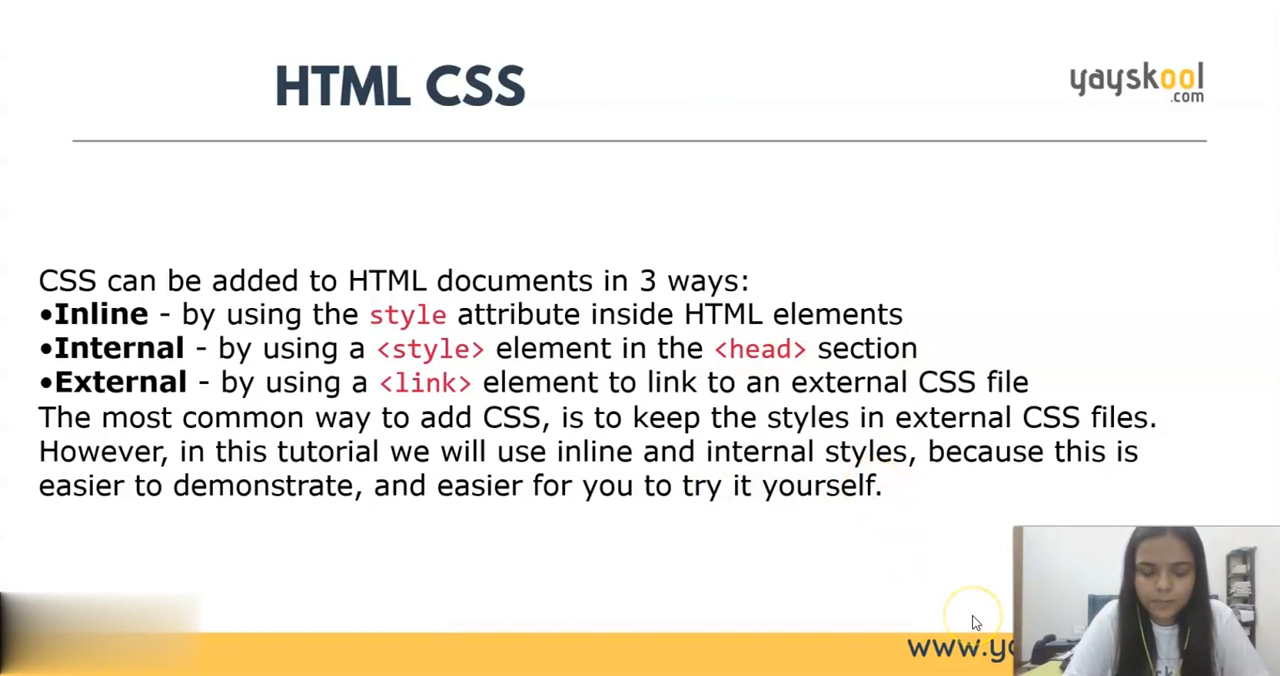 HTML CSS
yayskool
.com
CSS can be added to HTML documents in 3 ways:
•Inline - by using the style attribute inside HTML elements
•Internal - by using a <style> element in the <head> section
•External - by using a <link> element to link to an external CSS file
The most common way to add CSS, is to keep the styles in external CSS files.
However, in this tutorial we will use inline and internal styles, because this is
easier to demonstrate, and easier for you to try it yourself.